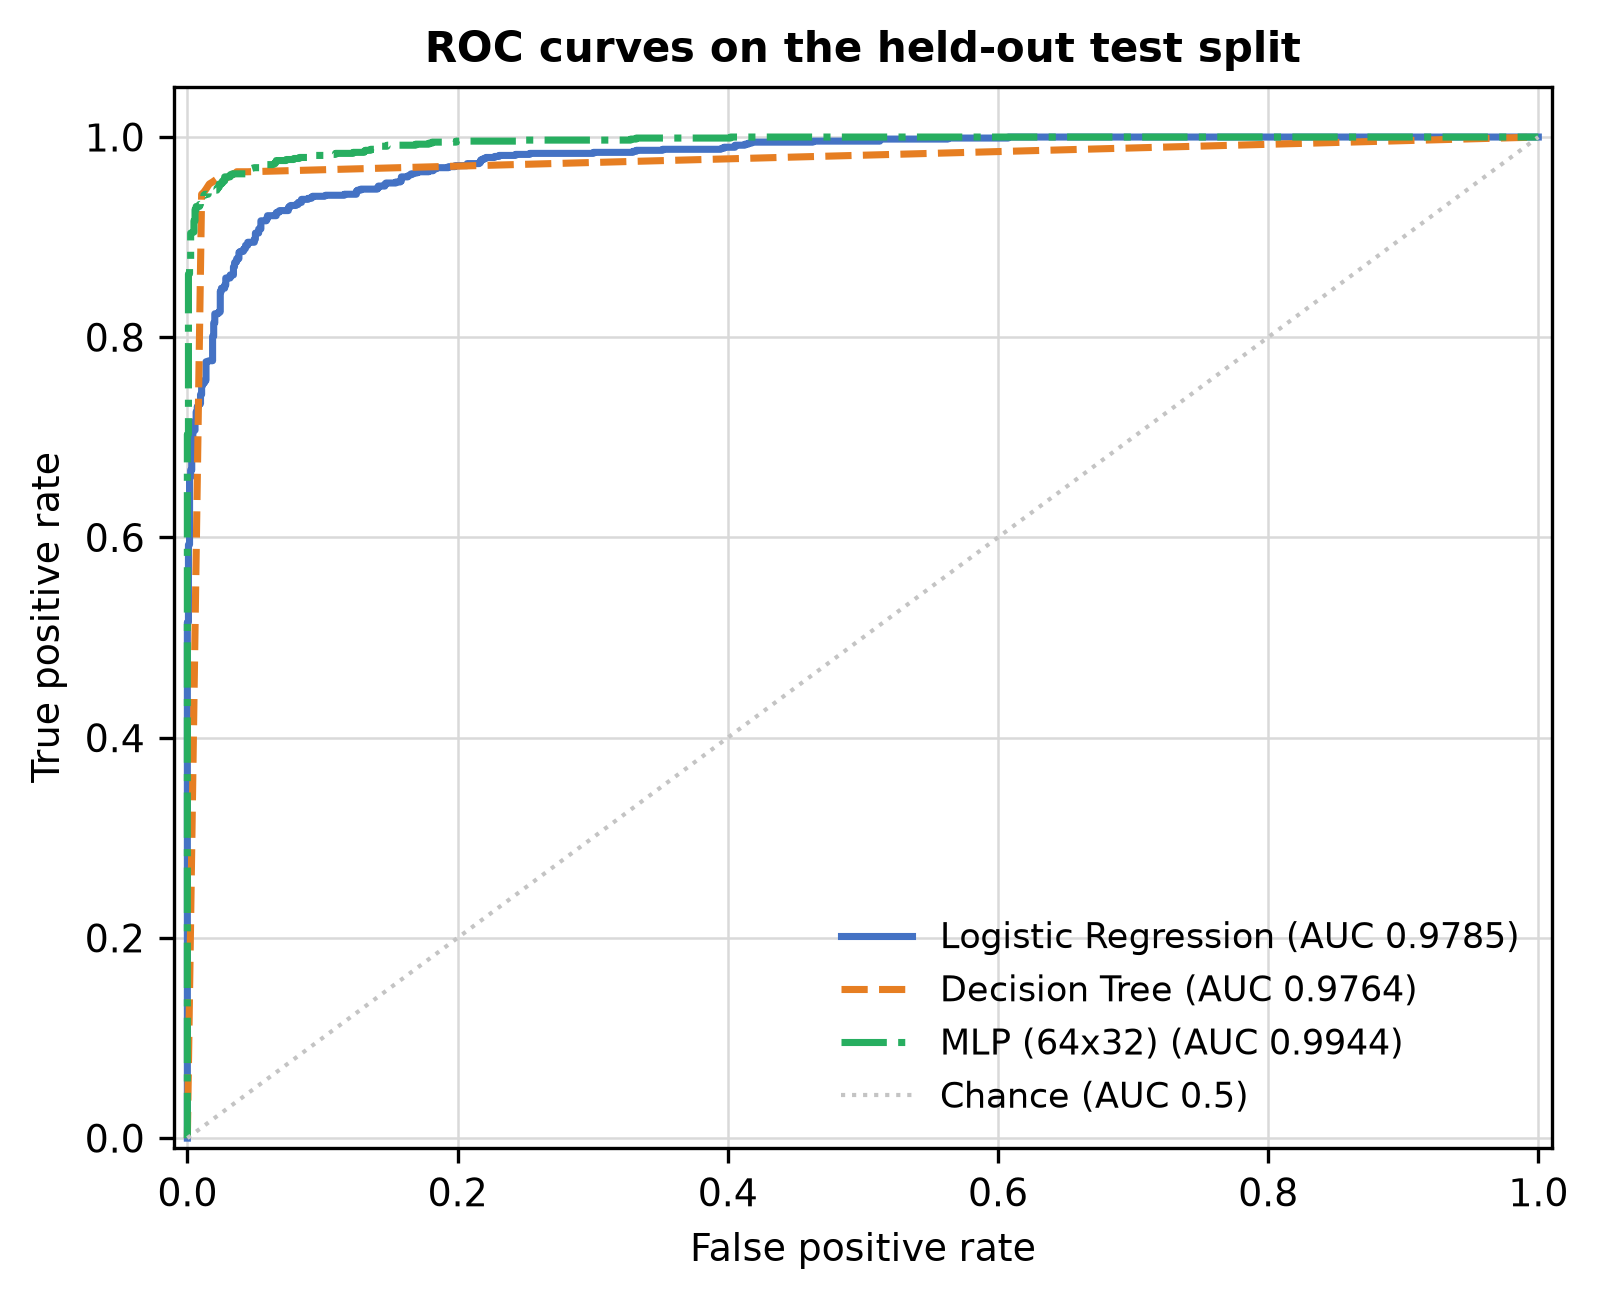 ROC curves on the held-out test split
True positive rate
1.0
0.8
0.6
0.4
0.2
0.0
Logistic Regression (AUC 0.9785)
Decision Tree (AUC 0.9764)
MLP (64x32) (AUC 0.9944)
Chance (AUC 0.5)
0.0 0.2 0.4 0.6 0.8 1.0
False positive rate